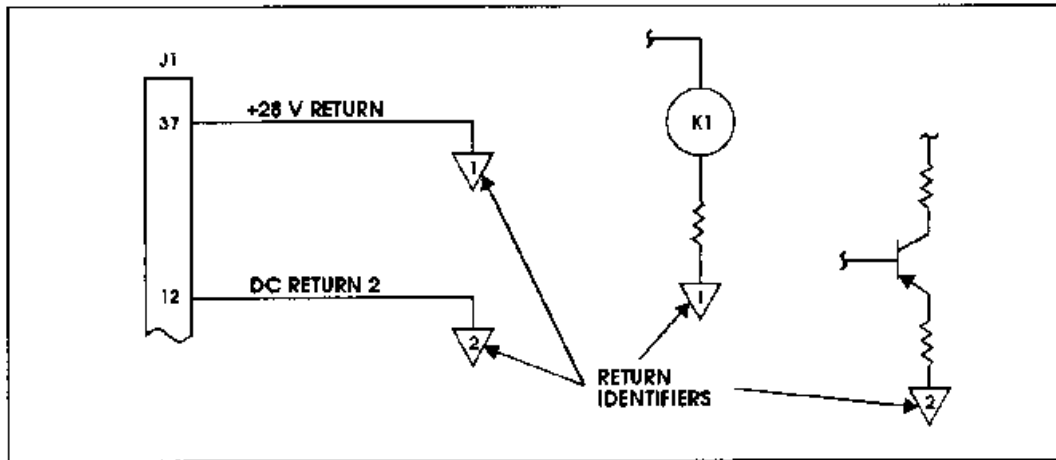 J1
37
+28 V RETURN
1
12
DC RETURN 2
2
K1
1
2
RETURN
IDENTIFIERS